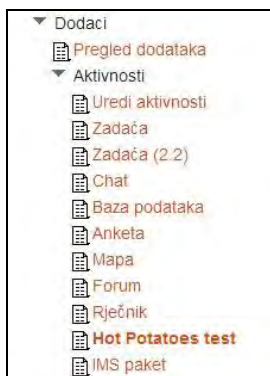 Dodaci
Pregled dodataka
Aktivnosti
Uredi aktivnosti
Zadaća
Zadaća (2.2)
Chat
Baza podataka
Anketa
Mapa
Forum
Rječnik
Hot Potatoes test
IMS paket